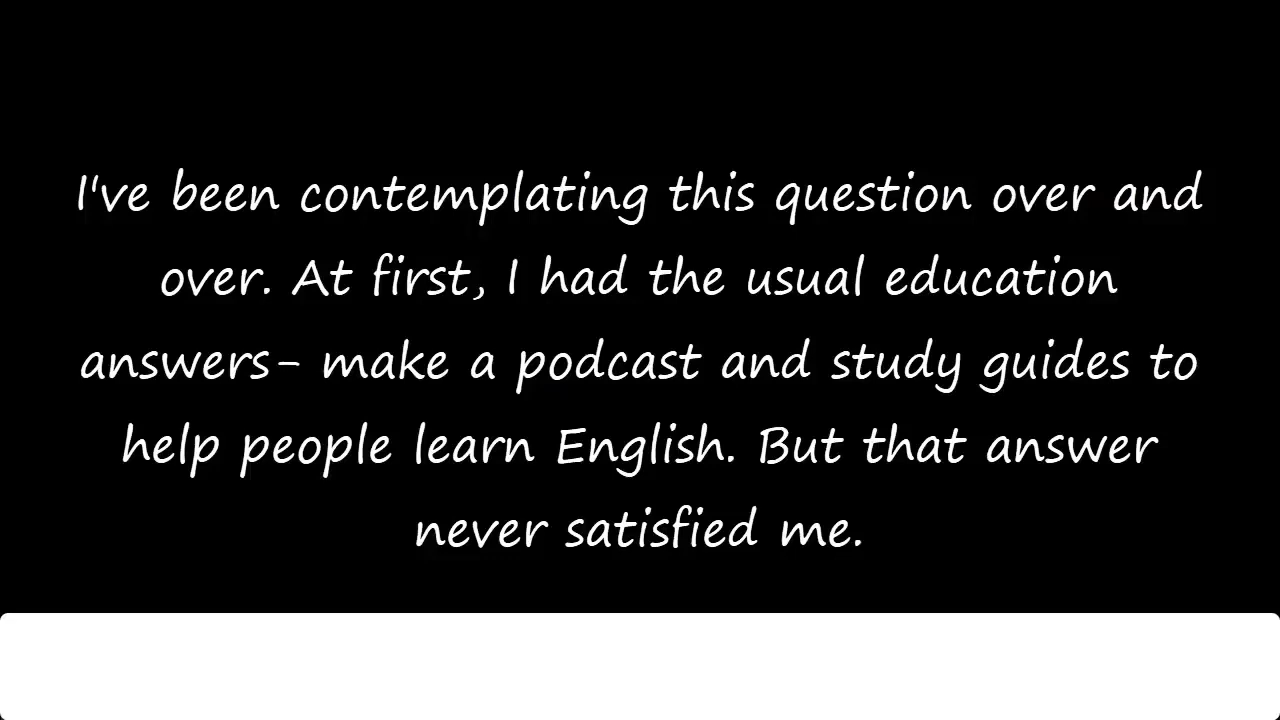 I've been contemplating this question over and
over. At first, I had the usual education
answers- make a podcast and study guides to
help people learn English. But that answer
never satisfied me.